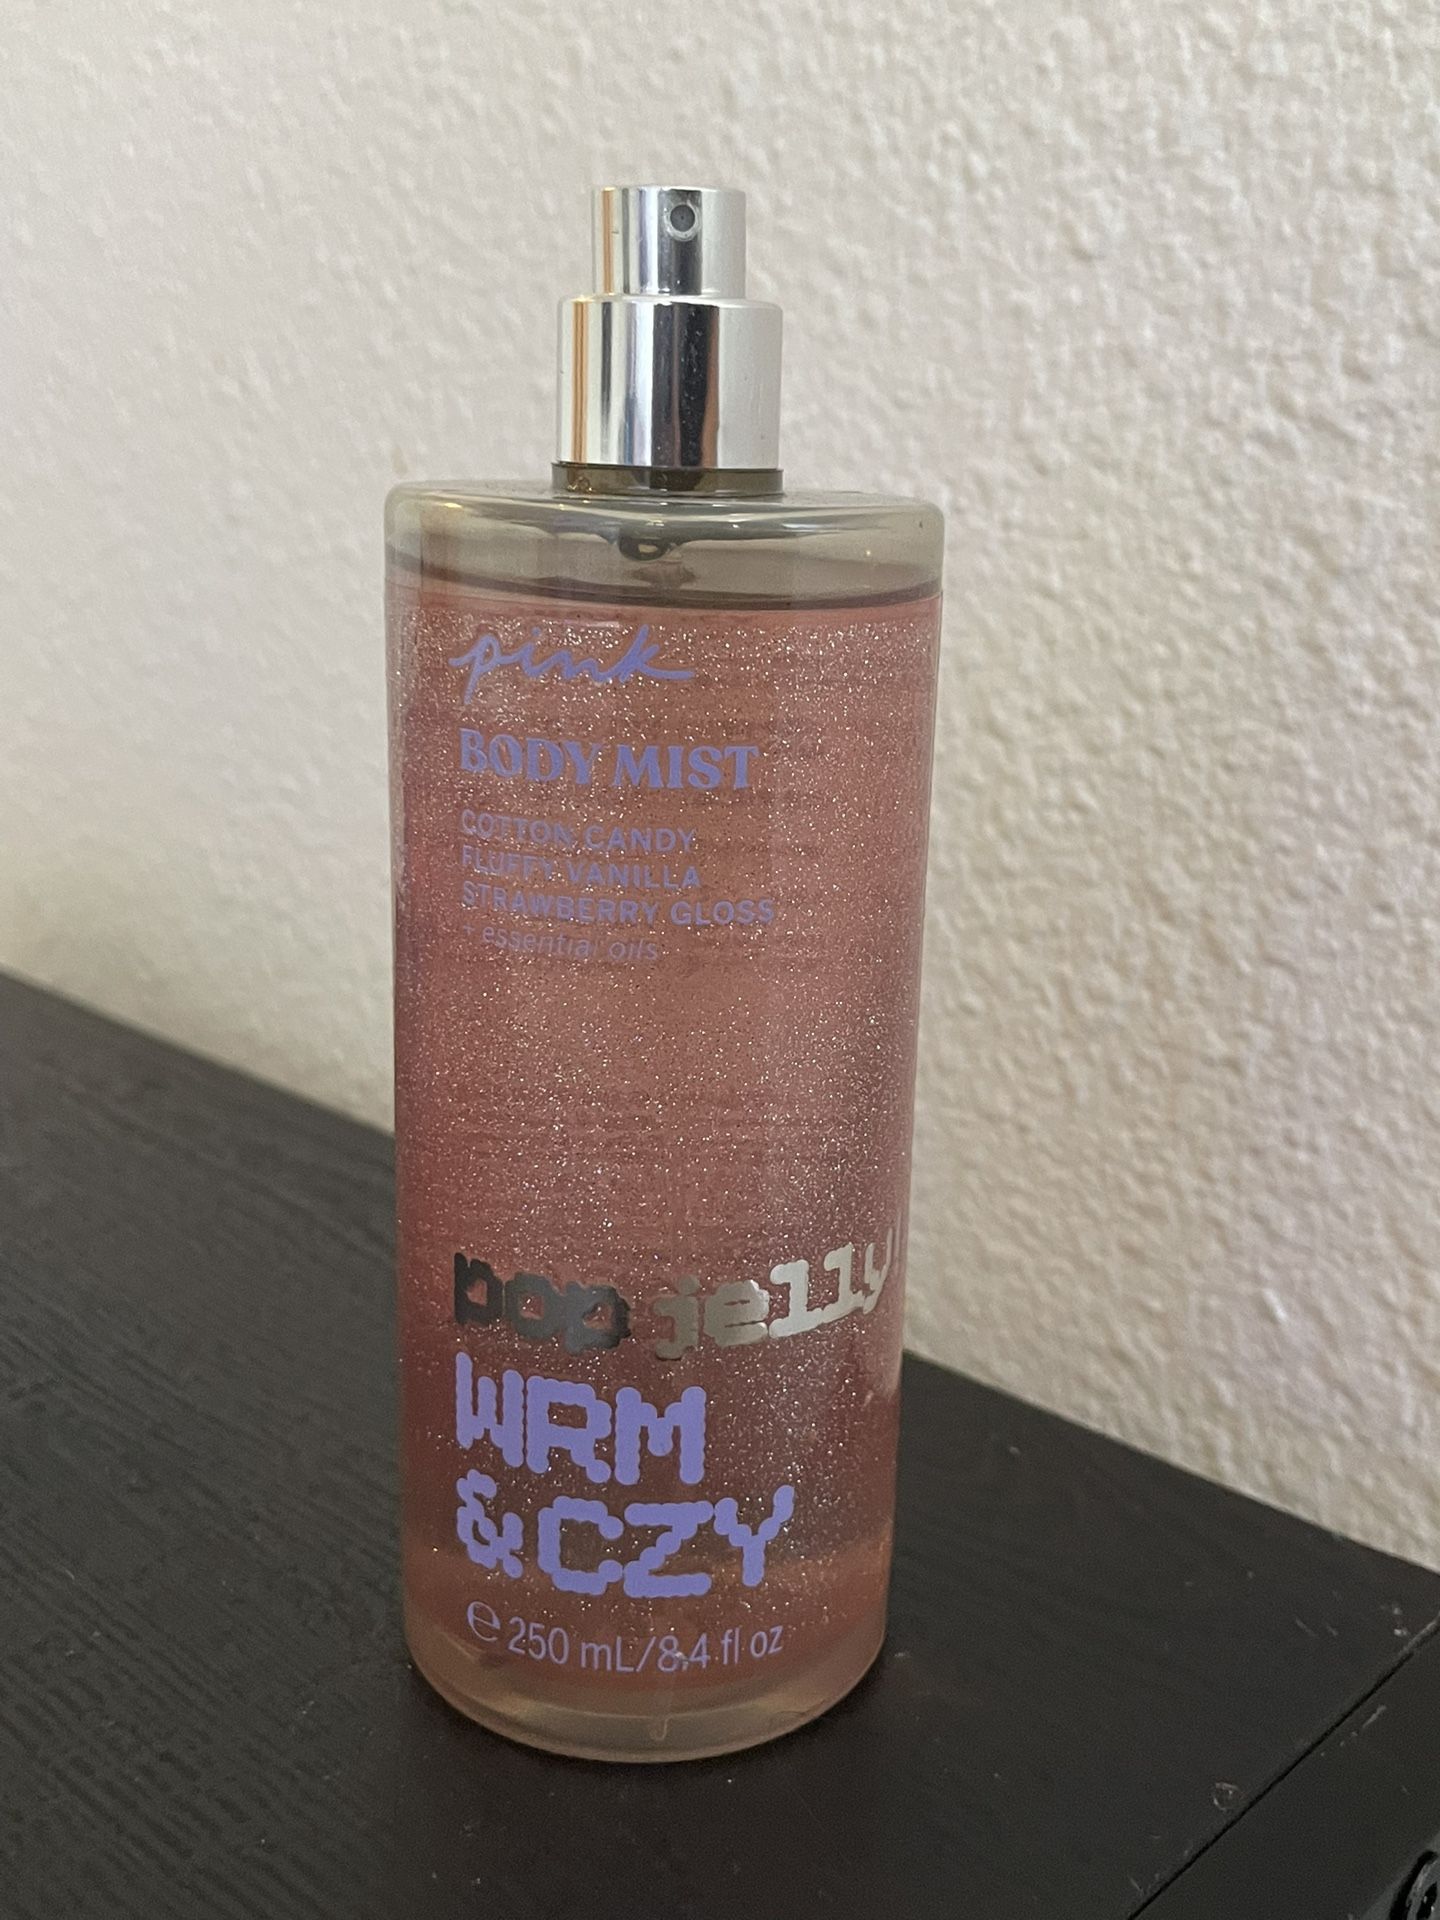 pink
BODY MIST
COTTON CANDY
FLUFFY VANILLA
STRAWBERRY GLOSS
+ essential oils
pop jelly
WRM
& CZY
℮ 250 mL/8.4 fl oz